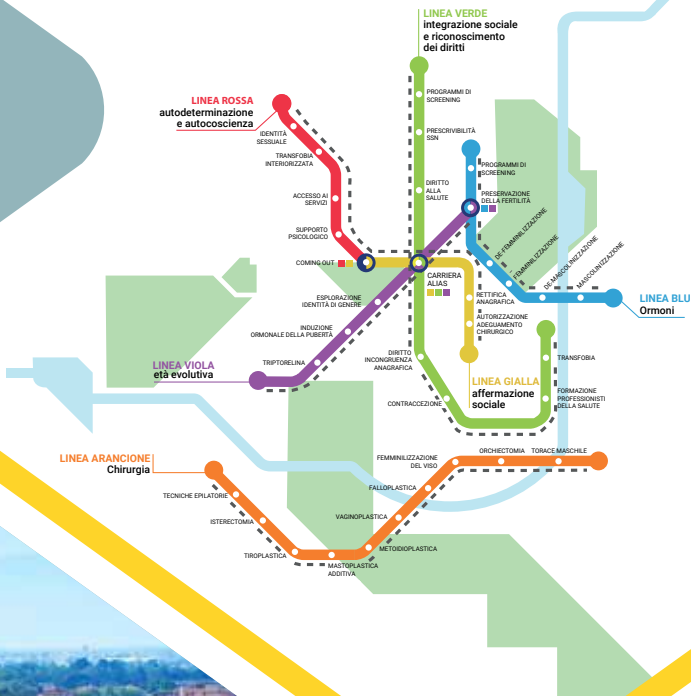 LINEA VERDE
integrazione sociale
e riconoscimento
dei diritti
PROGRAMMI DI
SCREENING
PRESCRIVIBILITÀ
SSN
DIRITTO
ALLA
SALUTE
LINEA ROSSA
autodeterminazione
e autocoscienza
IDENTITÀ
SESSUALE
TRANSFOBIA
INTERIORIZZATA
ACCESSO AI
SERVIZI
SUPPORTO
PSICOLOGICO
COMING OUT
PROGRAMMI DI
SCREENING
PRESERVAZIONE
DELLA FERTILITÀ
DE-FEMMINILIZZAZIONE
FEMMINILIZZAZIONE
DE-MASCOLINIZZAZIONE
MASCOLINIZZAZIONE
LINEA BLU
Ormoni
CARRIERA
ALIAS
RETTIFICA
ANAGRAFICA
AUTORIZZAZIONE
ADEGUAMENTO
CHIRURGICO
LINEA GIALLA
affermazione
sociale
ESPLORAZIONE
IDENTITÀ DI GENERE
INDUZIONE
ORMONALE DELLA PUBERTÀ
TRIPTORELINA
LINEA VIOLA
età evolutiva
DIRITTO
INCONGRUENZA
ANAGRAFICA
CONTRACCEZIONE
TRANSFOBIA
FORMAZIONE
PROFESSIONISTI
DELLA SALUTE
LINEA ARANCIONE
Chirurgia
TECNICHE EPILATORIE
ISTERECTOMIA
TIROPLASTICA
MASTOPLASTICA
ADDITIVA
METOIDIOPLASTICA
VAGINOPLASTICA
FALLOPLASTICA
FEMMINILIZZAZIONE
DEL VISO
ORCHIECTOMIA
TORACE MASCHILE